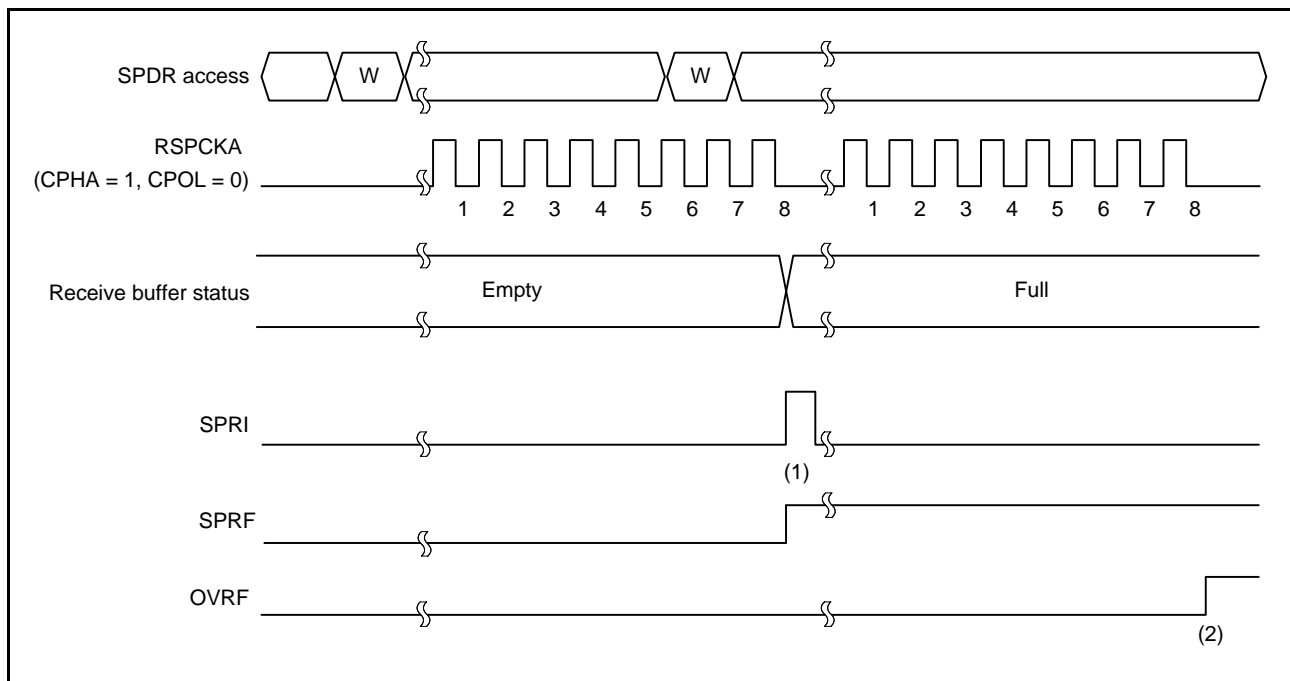 SPDR access W W
RSPCKA
(CPHA = 1, CPOL = 0)
1 2 3 4 5 6 7 8 1 2 3 4 5 6 7 8
Receive buffer status Empty Full
SPRI
(1)
SPRF
OVRF
(2)